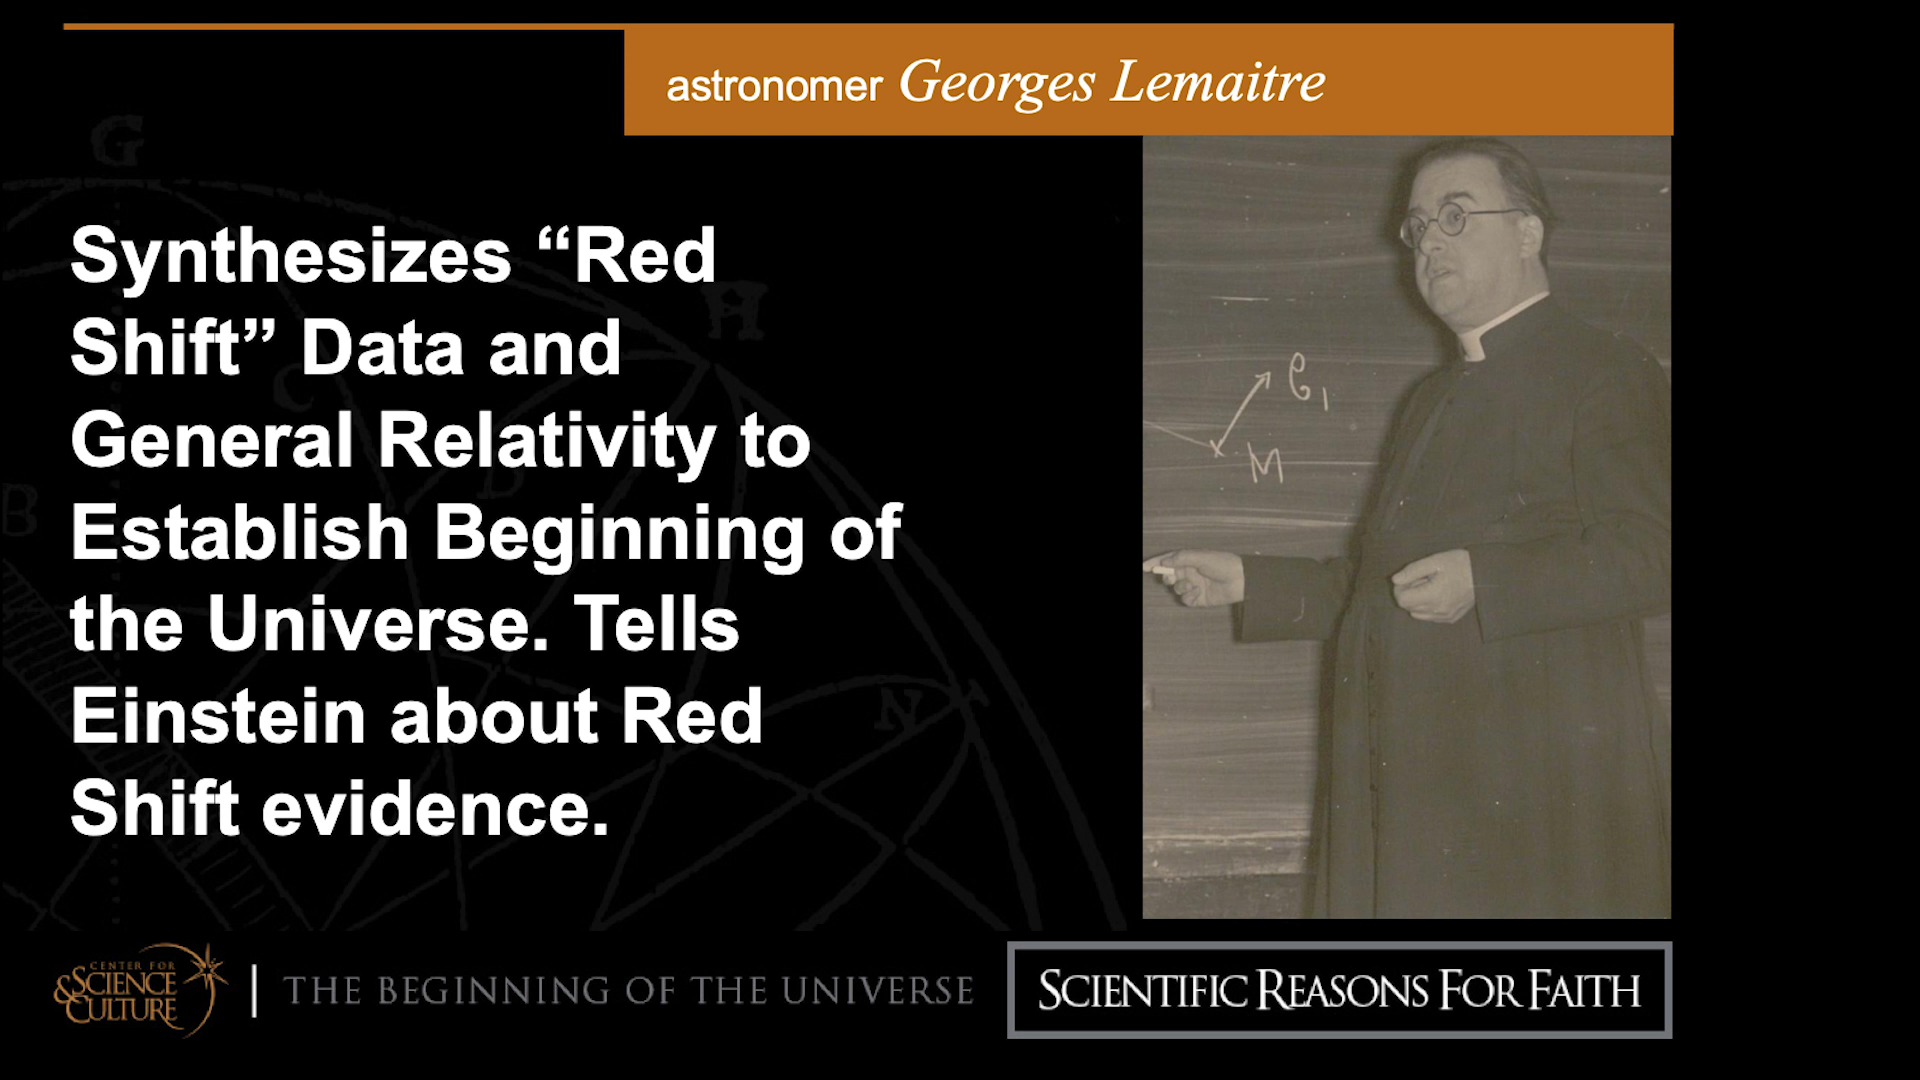 astronomer Georges Lemaitre
G
Synthesizes “Red
Shift” Data and
General Relativity to
Establish Beginning of
the Universe. Tells
Einstein about Red
Shift evidence.
H
C
D
B
N
e₁
M
CENTER FOR
SCIENCE
& CULTURE
THE BEGINNING OF THE UNIVERSE
SCIENTIFIC REASONS FOR FAITH